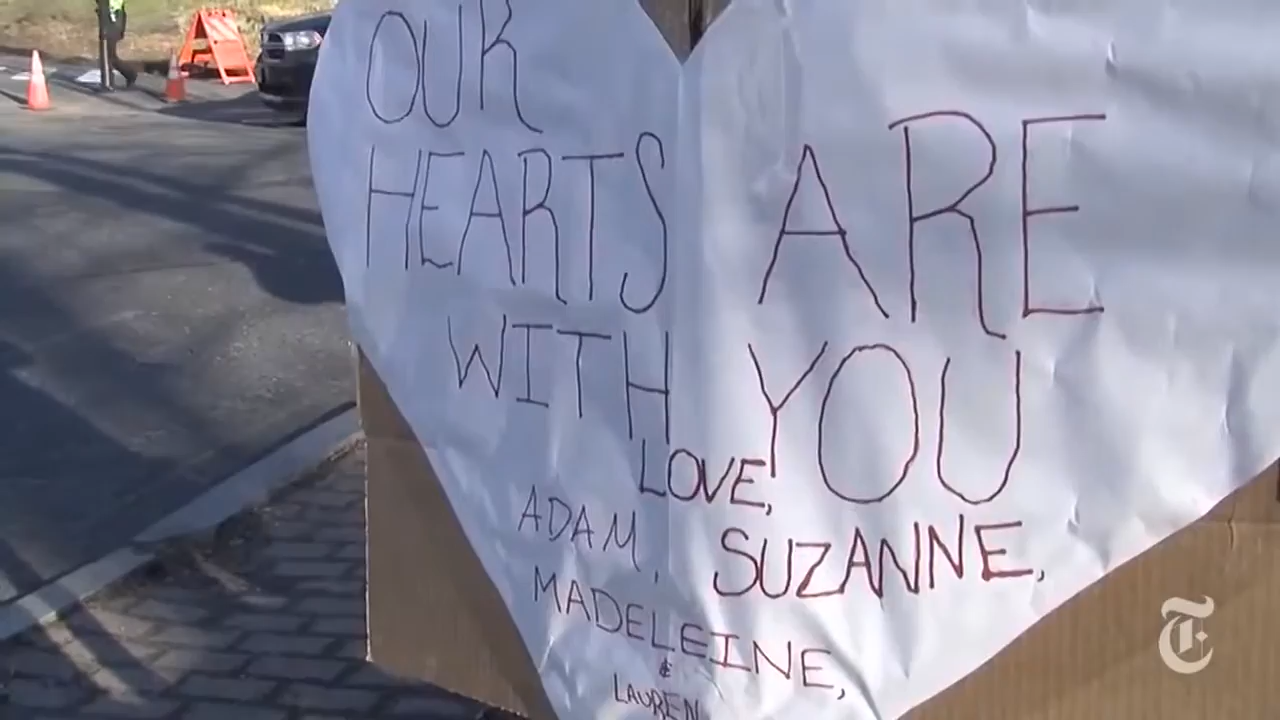 OUR
HEARTS ARE
WITH YOU
LOVE,
ADAM, SUZANNE,
MADELEINE,
&
LAUREN
T